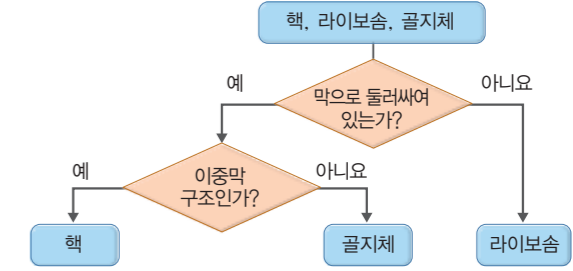 핵, 라이보솜, 골지체
예
아니요
막으로 둘러싸여
있는가?
예
아니요
이중막
구조인가?
핵
골지체
라이보솜